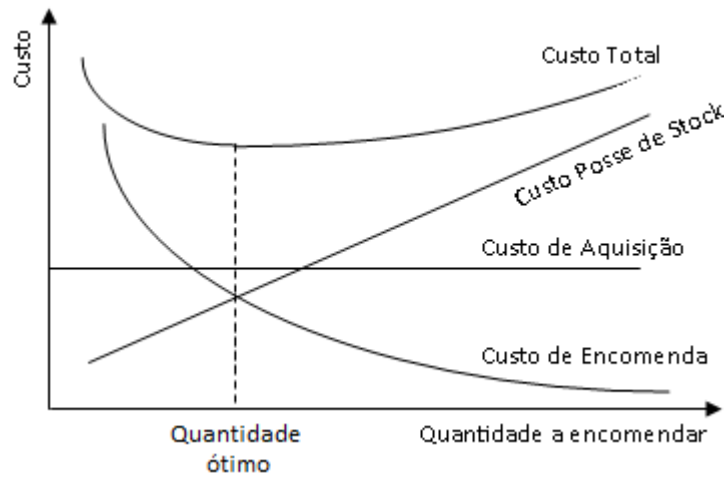 Custo
Custo Total
Custo Posse de Stock
Custo de Aquisição
Custo de Encomenda
Quantidade
ótimo
Quantidade a encomendar